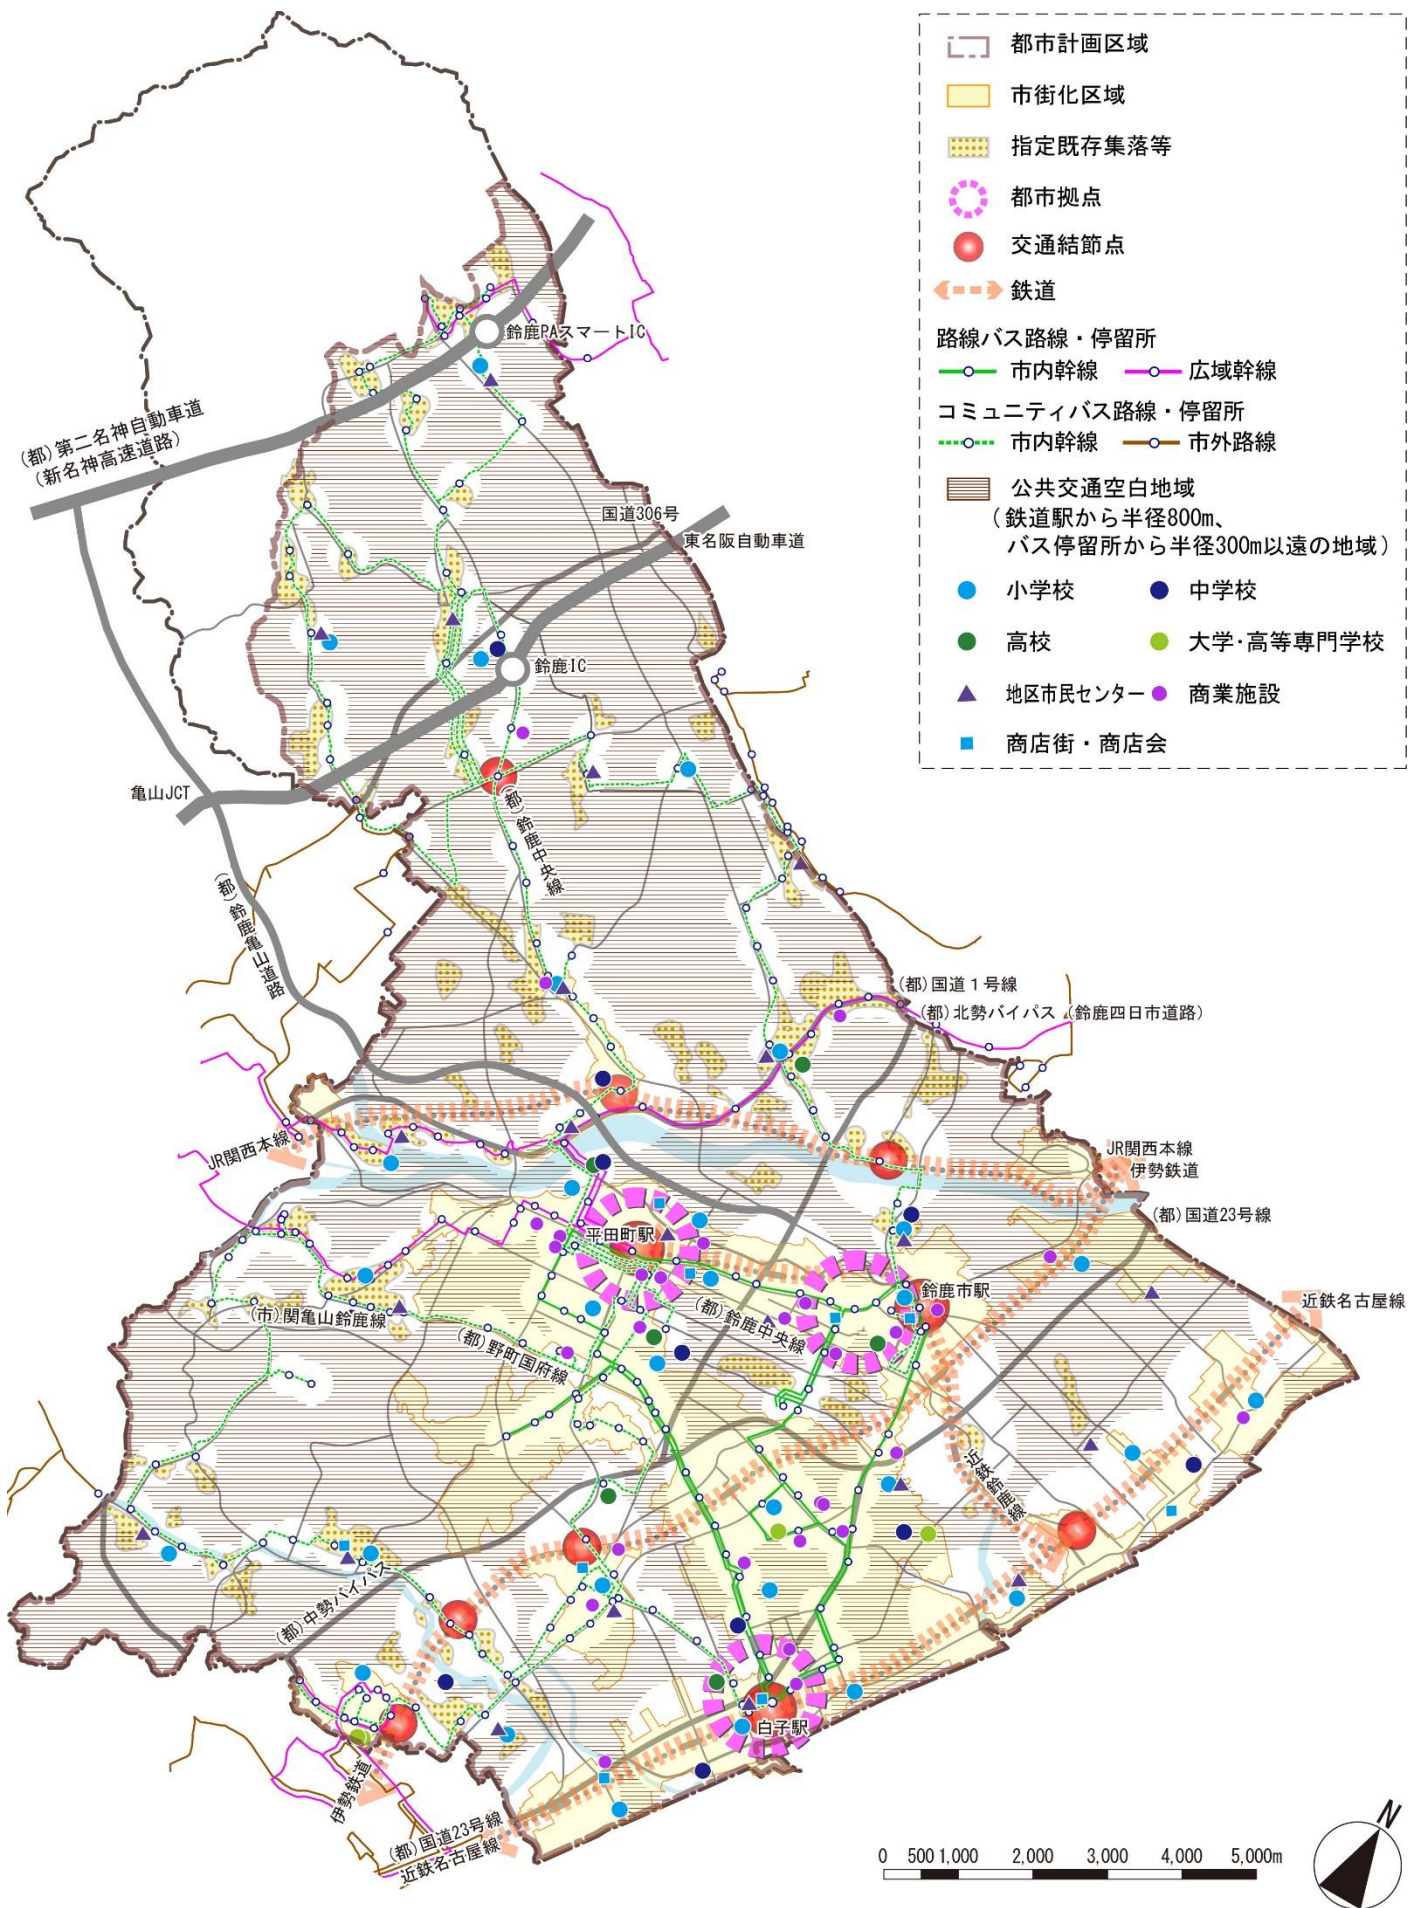 都市計画区域
市街化区域
指定既存集落等
都市拠点
交通結節点
鉄道
路線バス路線・停留所
市内幹線 広域幹線
コミュニティバス路線・停留所
市内幹線 市外路線
公共交通空白地域
(鉄道駅から半径800m、
バス停留所から半径300m以遠の地域)
小学校 中学校
高校 大学・高等専門学校
地区市民センター 商業施設
商店街・商店会
鈴鹿PAスマートIC
(都)第二名神自動車道
(新名神高速道路)
国道306号
東名阪自動車道
鈴鹿IC
亀山JCT
(都)鈴鹿中央線
(都)鈴鹿亀山道路
(都)国道1号線
(都)北勢バイパス(鈴鹿四日市道路)
JR関西本線
JR関西本線
伊勢鉄道
(都)国道23号線
平田町駅
鈴鹿市駅
近鉄名古屋線
(市)関亀山鈴鹿線
(都)鈴鹿中央線
(都)野町国府線
近鉄鈴鹿線
(都)中勢バイパス
白子駅
伊勢鉄道
(都)国道23号線
近鉄名古屋線
N
0 500 1,000 2,000 3,000 4,000 5,000m